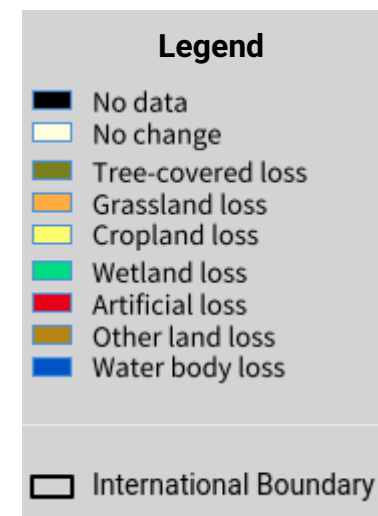 Legend
No data
No change
Tree-covered loss
Grassland loss
Cropland loss
Wetland loss
Artificial loss
Other land loss
Water body loss
International Boundary